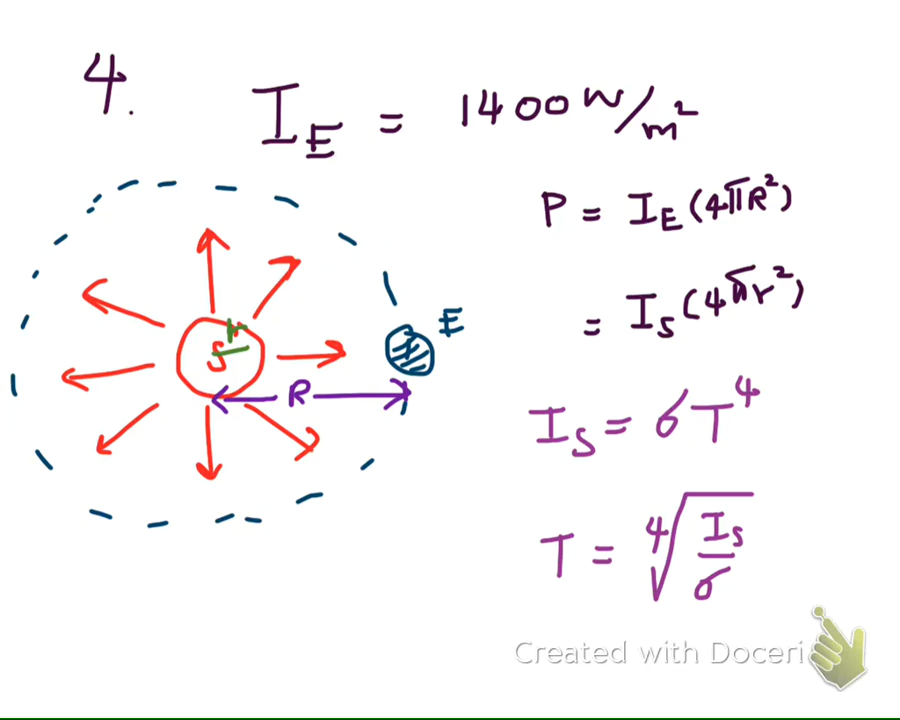 4.
I_E = 1400 W/m²
P = I_E (4πR²)
= I_S (4πr²)
E
S
r
R
I_S = σT⁴
T = ⁴√(I_S/σ)
Created with Doceri